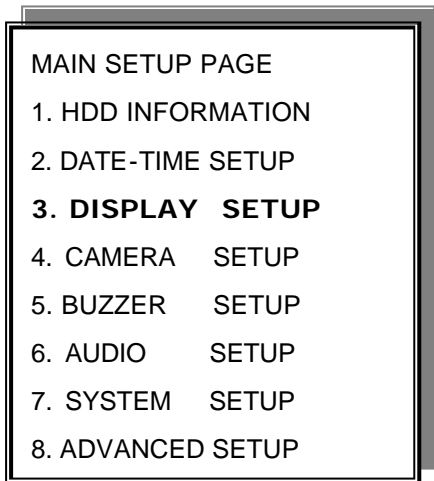 MAIN SETUP PAGE
1. HDD INFORMATION
2. DATE-TIME SETUP
3. DISPLAY SETUP
4. CAMERA SETUP
5. BUZZER SETUP
6. AUDIO SETUP
7. SYSTEM SETUP
8. ADVANCED SETUP